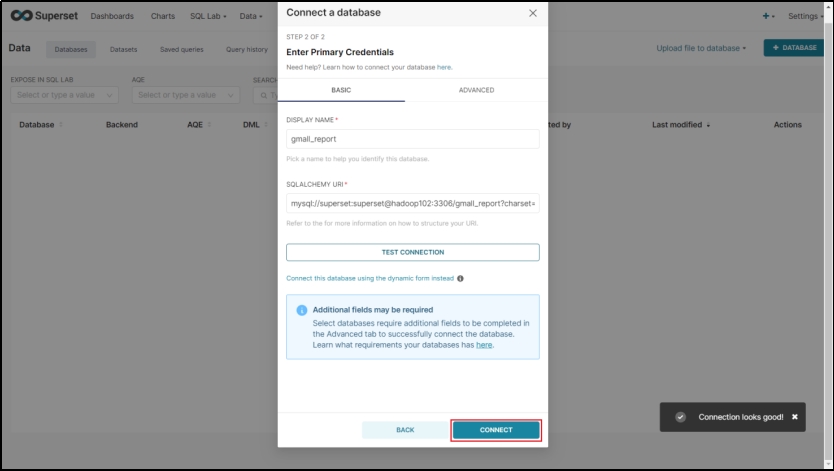 Superset Dashboards Charts SQL Lab Data Settings
Data Databases Datasets Saved queries Query history Upload file to database + DATABASE
EXPOSE IN SQL LAB AQE SEARCH
Select or type a value Select or type a value Ty
Database Backend AQE DML ted by Last modified Actions
Connect a database
STEP 2 OF 2
Enter Primary Credentials
Need help? Learn how to connect your database here.
BASIC ADVANCED
DISPLAY NAME *
gmall_report
Pick a name to help you identify this database.
SQLALCHEMY URI *
mysql://superset:superset@hadoop102:3306/gmall_report?charset=
Refer to the for more information on how to structure your URI.
TEST CONNECTION
Connect this database using the dynamic form instead
Additional fields may be required
Select databases require additional fields to be completed in
the Advanced tab to successfully connect the database.
Learn what requirements your databases has here.
Connection looks good!
BACK CONNECT